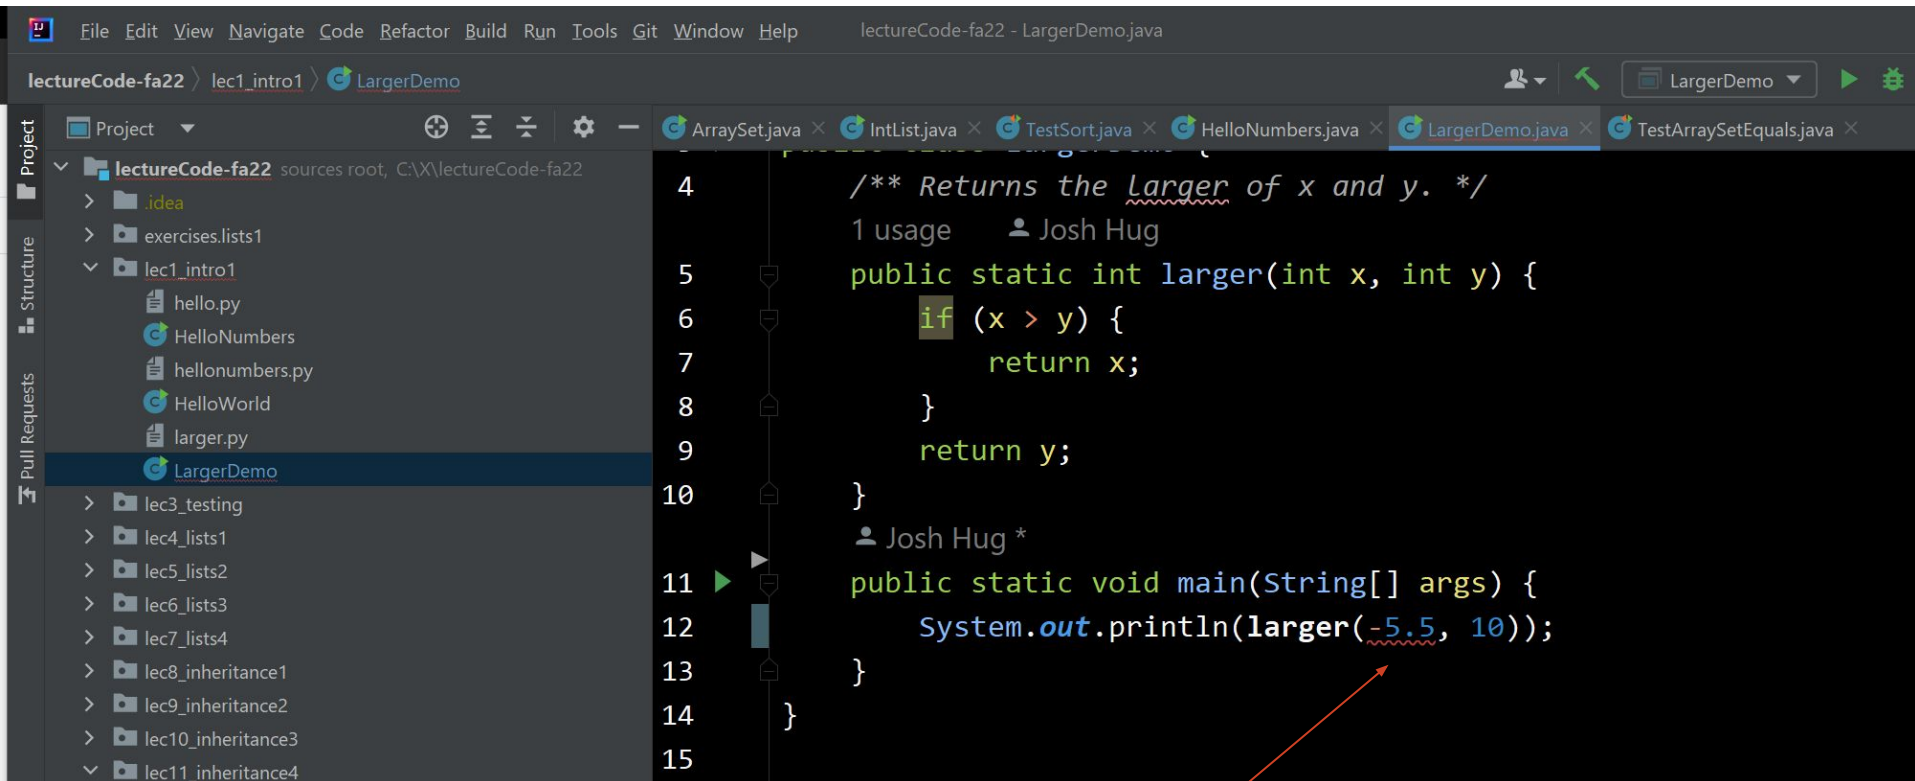 File Edit View Navigate Code Refactor Build Run Tools Git Window Help lectureCode-fa22 - LargerDemo.java
lectureCode-fa22 lec1_intro1 LargerDemo
LargerDemo
Project
Structure
Pull Requests
Project
lectureCode-fa22 sources root, C:\X\lectureCode-fa22
.idea
exercises.lists1
lec1_intro1
hello.py
HelloNumbers
hellonumbers.py
HelloWorld
larger.py
LargerDemo
lec3_testing
lec4_lists1
lec5_lists2
lec6_lists3
lec7_lists4
lec8_inheritance1
lec9_inheritance2
lec10_inheritance3
lec11_inheritance4
ArraySet.java IntList.java TestSort.java HelloNumbers.java LargerDemo.java TestArraySetEquals.java
4 /** Returns the larger of x and y. */
1 usage Josh Hug
5 public static int larger(int x, int y) {
6 if (x > y) {
7 return x;
8 }
9 return y;
10 }
Josh Hug *
11 public static void main(String[] args) {
12 System.out.println(larger(-5.5, 10));
13 }
14 }
15